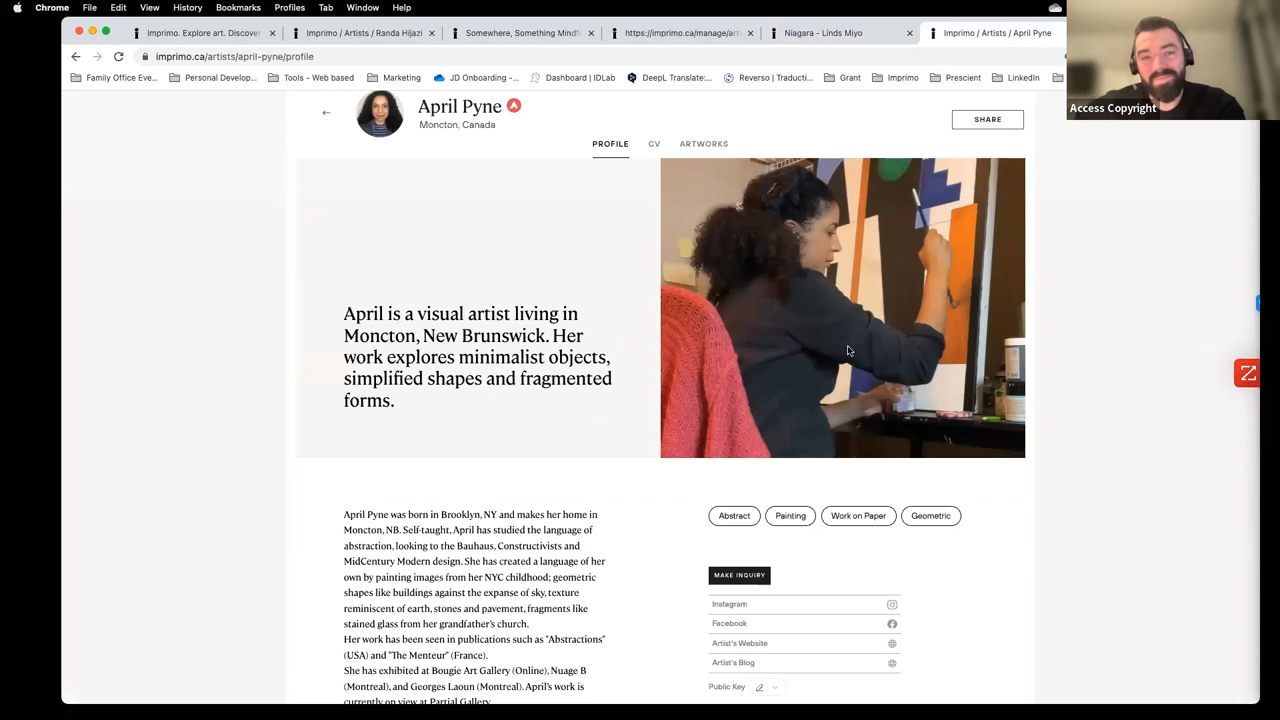 Chrome File Edit View History Bookmarks Profiles Tab Window Help
Imprimo. Explore art. Discover
Imprimo / Artists / Randa Hijazi
Somewhere, Something Mindf
https://imprimo.ca/manage/art
Niagara - Linds Miyo
Imprimo / Artists / April Pyne
imprimo.ca/artists/april-pyne/profile
Family Office Eve... Personal Develop... Tools - Web based Marketing JD Onboarding -... Dashboard | IDLab DeepL Translate:... Reverso | Traducti... Grant Imprimo Prescient LinkedIn
Access Copyright
April Pyne
Moncton, Canada
SHARE
PROFILE CV ARTWORKS
April is a visual artist living in
Moncton, New Brunswick. Her
work explores minimalist objects,
simplified shapes and fragmented
forms.
April Pyne was born in Brooklyn, NY and makes her home in
Moncton, NB. Self-taught, April has studied the language of
abstraction, looking to the Bauhaus, Constructivists and
MidCentury Modern design. She has created a language of her
own by painting images from her NYC childhood; geometric
shapes like buildings against the expanse of sky, texture
reminiscent of earth, stones and pavement, fragments like
stained glass from her grandfather's church.
Her work has been seen in publications such as "Abstractions"
(USA) and "The Menteur" (France).
She has exhibited at Bougie Art Gallery (Online), Nuage B
(Montreal), and Georges Laoun (Montreal). April's work is
currently on view at Partial Gallery
Abstract Painting Work on Paper Geometric
MAKE INQUIRY
Instagram
Facebook
Artist's Website
Artist's Blog
Public Key